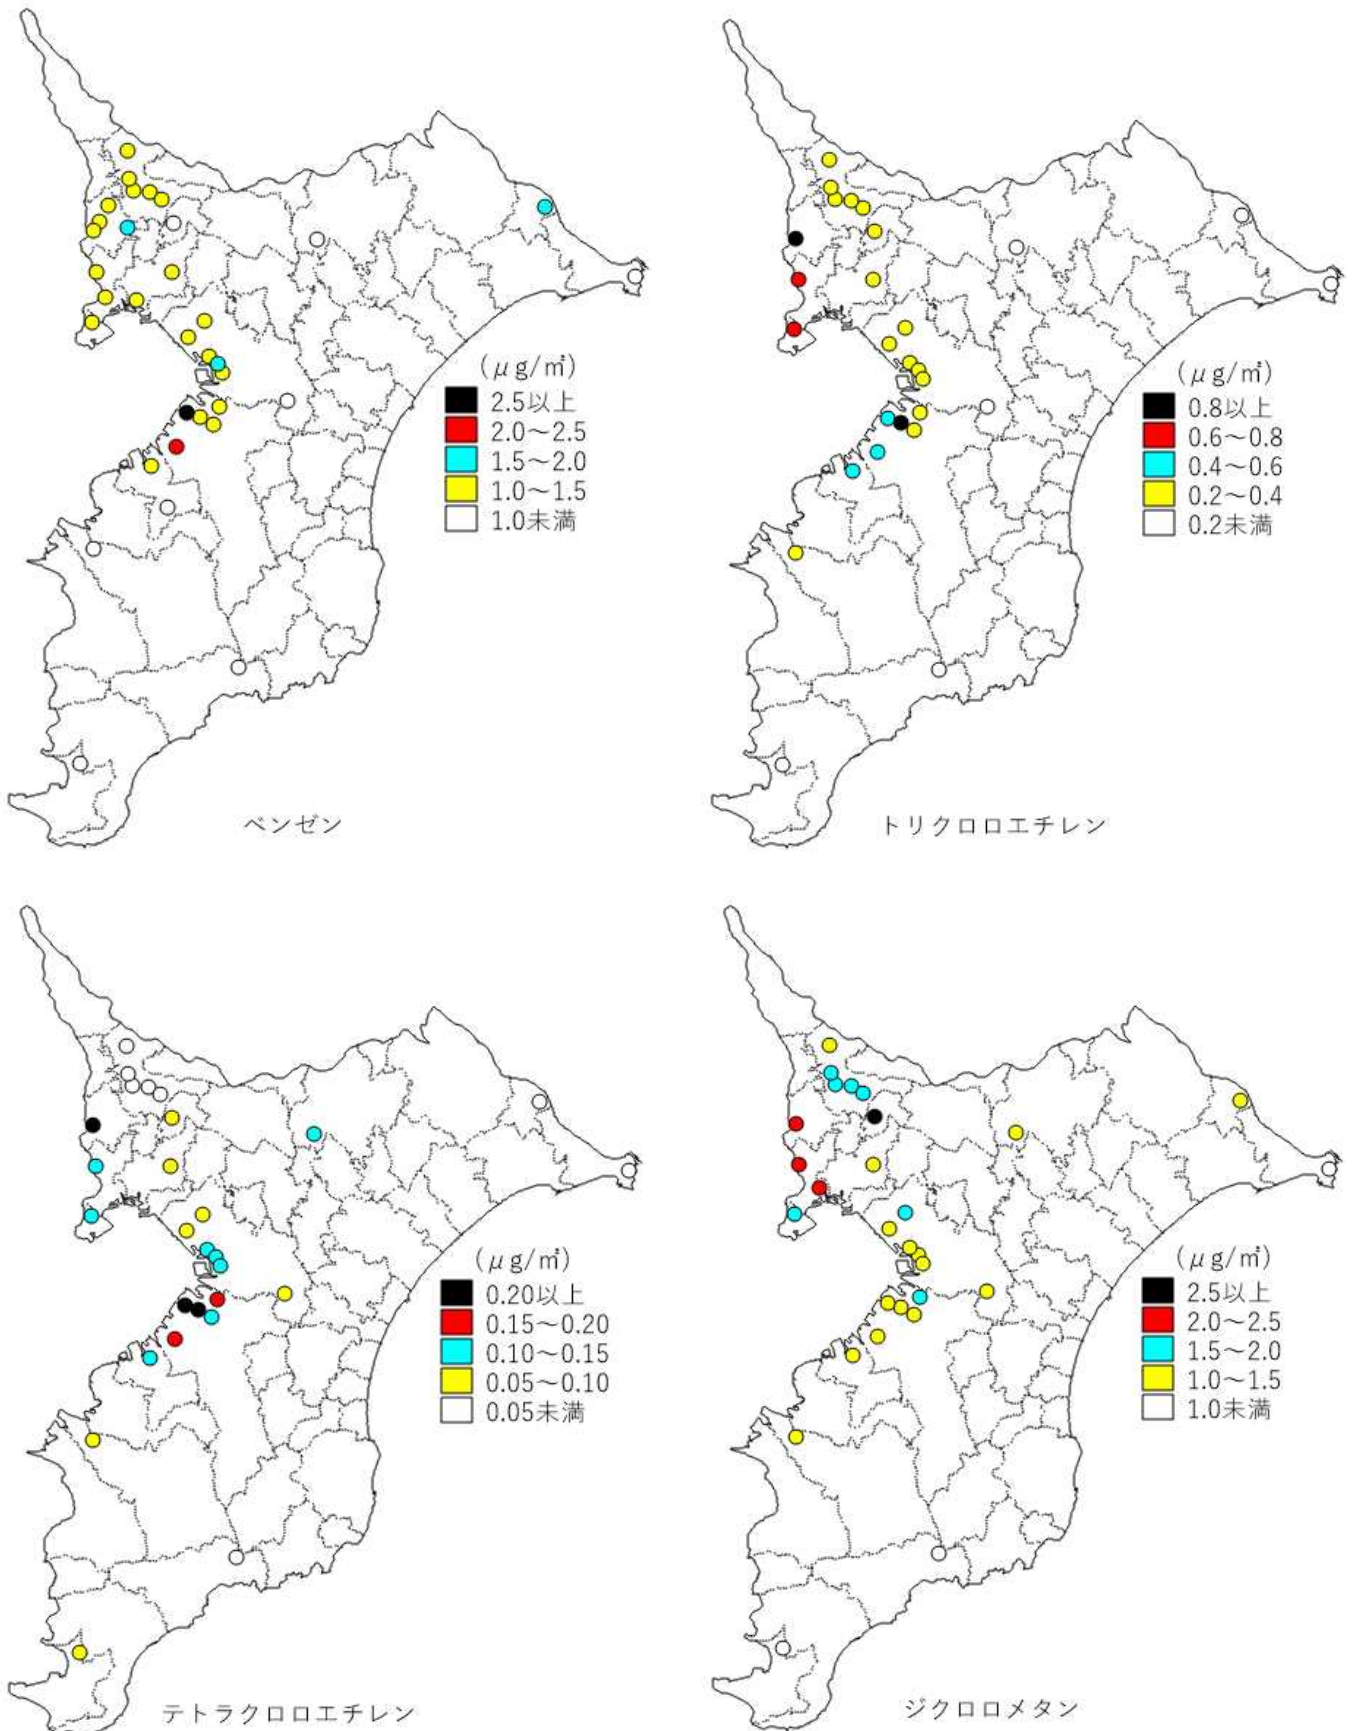 (μg/㎥)
2.5以上
2.0～2.5
1.5～2.0
1.0～1.5
1.0未満
ベンゼン
(μg/㎥)
0.8以上
0.6～0.8
0.4～0.6
0.2～0.4
0.2未満
トリクロロエチレン
(μg/㎥)
0.20以上
0.15～0.20
0.10～0.15
0.05～0.10
0.05未満
テトラクロロエチレン
(μg/㎥)
2.5以上
2.0～2.5
1.5～2.0
1.0～1.5
1.0未満
ジクロロメタン